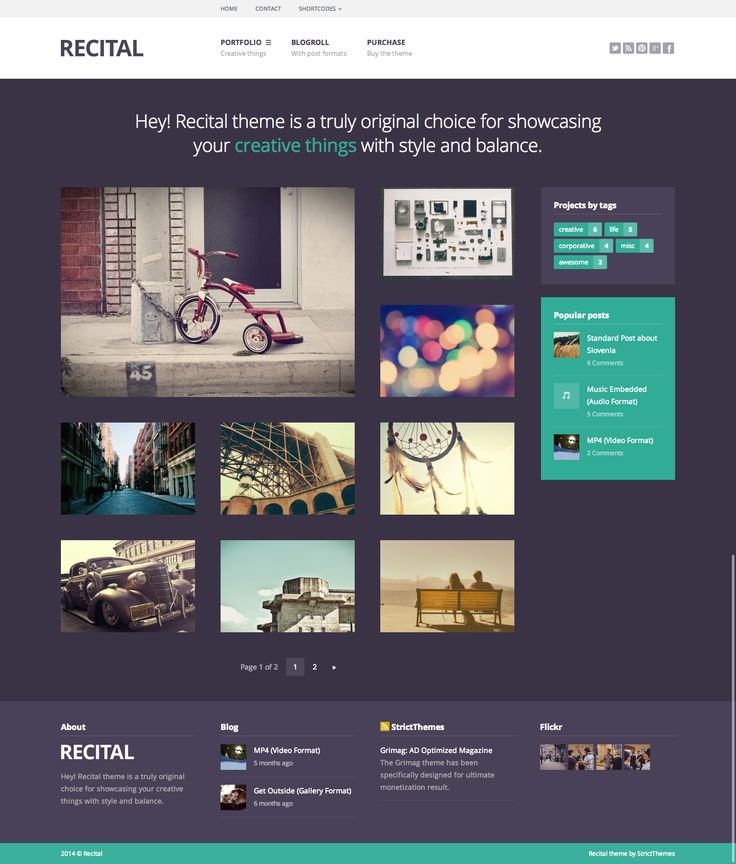 HOME CONTACT SHORTCODES
RECITAL
PORTFOLIO BLOGROLL PURCHASE
Creative things With post formats Buy the theme
Hey! Recital theme is a truly original choice for showcasing
your creative things with style and balance.
45
Projects by tags
creative 6 life 5
corporative 4 misc 4
awesome 2
Popular posts
Standard Post about
Slovenia
6 Comments
Music Embedded
(Audio Format)
5 Comments
MP4 (Video Format)
2 Comments
Page 1 of 2 1 2 »
About
RECITAL
Hey! Recital theme is a truly original
choice for showcasing your creative
things with style and balance.
Blog
MP4 (Video Format)
5 months ago
Get Outside (Gallery Format)
6 months ago
StrictThemes
Grimag: AD Optimized Magazine
The Grimag theme has been
specifically designed for ultimate
monetization result.
Flickr
2014 © Recital
Recital theme by StrictThemes